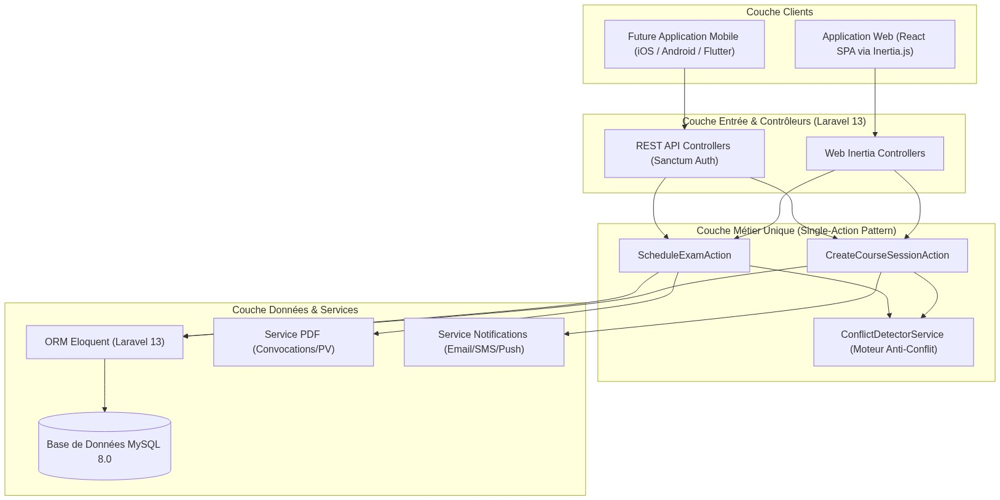 Couche Clients
Future Application Mobile
(iOS / Android / Flutter)
Application Web (React
SPA via Inertia.js)
Couche Entrée & Contrôleurs (Laravel 13)
REST API Controllers
(Sanctum Auth)
Web Inertia Controllers
Couche Métier Unique (Single-Action Pattern)
ScheduleExamAction
CreateCourseSessionAction
Couche Données & Services
ORM Eloquent (Laravel 13)
Service PDF
(Convocations/PV)
Service Notifications
(Email/SMS/Push)
ConflictDetectorService
(Moteur Anti-Conflit)
Base de Données MySQL
8.0